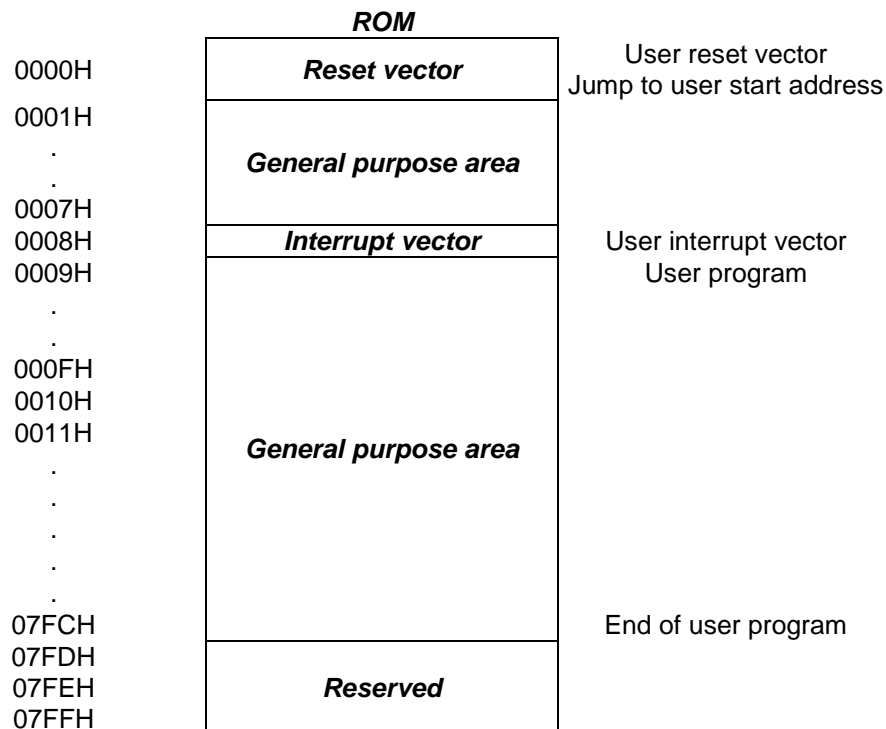 ROM
0000H Reset vector User reset vector
Jump to user start address
0001H
.
General purpose area
.
0007H
0008H Interrupt vector User interrupt vector
0009H User program
.
.
000FH
0010H
0011H
General purpose area
.
.
.
.
.
07FCH End of user program
07FDH
07FEH Reserved
07FFH